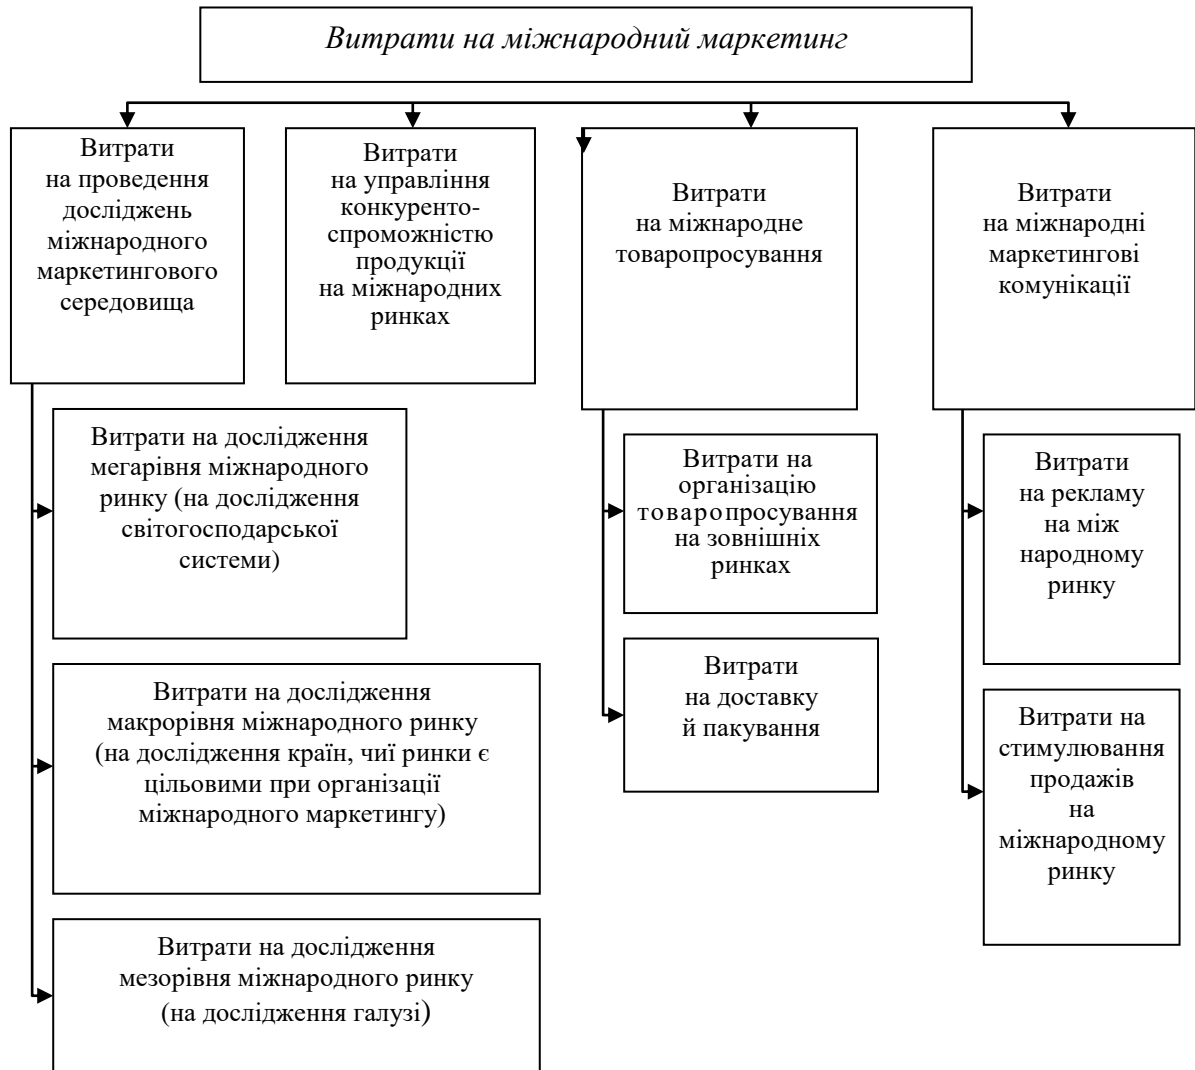 Витрати на міжнародний маркетинг
Витрати
на проведення
досліджень
міжнародного
маркетингового
середовища
Витрати
на управління
конкуренто-
спроможністю
продукції
на міжнародних
ринках
Витрати
на міжнародне
товаропросування
Витрати
на міжнародні
маркетингові
комунікації
Витрати на дослідження
мегарівня міжнародного
ринку (на дослідження
світогосподарської
системи)
Витрати на дослідження
макрорівня міжнародного ринку
(на дослідження країн, чиї ринки є
цільовими при організації
міжнародного маркетингу)
Витрати на дослідження
мезорівня міжнародного ринку
(на дослідження галузі)
Витрати на
організацію
товаропросування
на зовнішніх
ринках
Витрати
на доставку
й пакування
Витрати
на рекламу
на між
народному
ринку
Витрати на
стимулювання
продажів
на
міжнародному
ринку